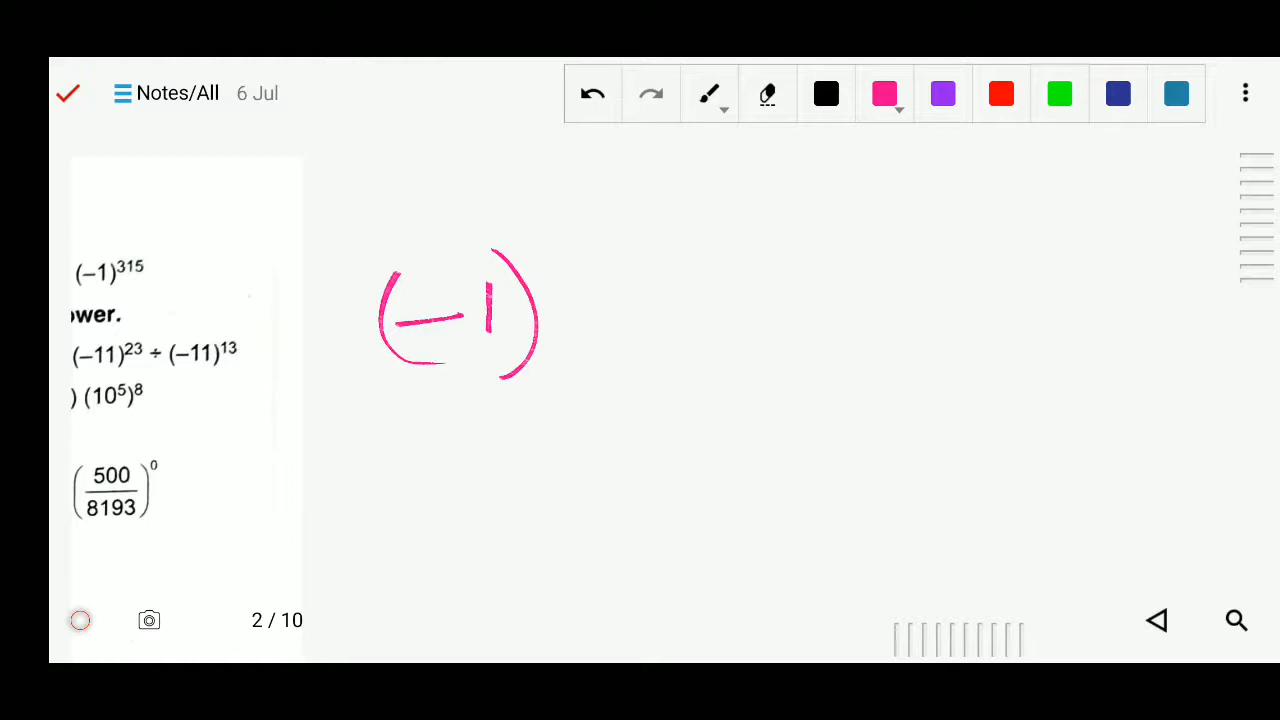 Notes/All 6 Jul
(–1)³¹⁵
ower.
(–11)²³ ÷ (–11)¹³
) (10⁵)⁸
(500/8193)⁰
(-1)
2 / 10